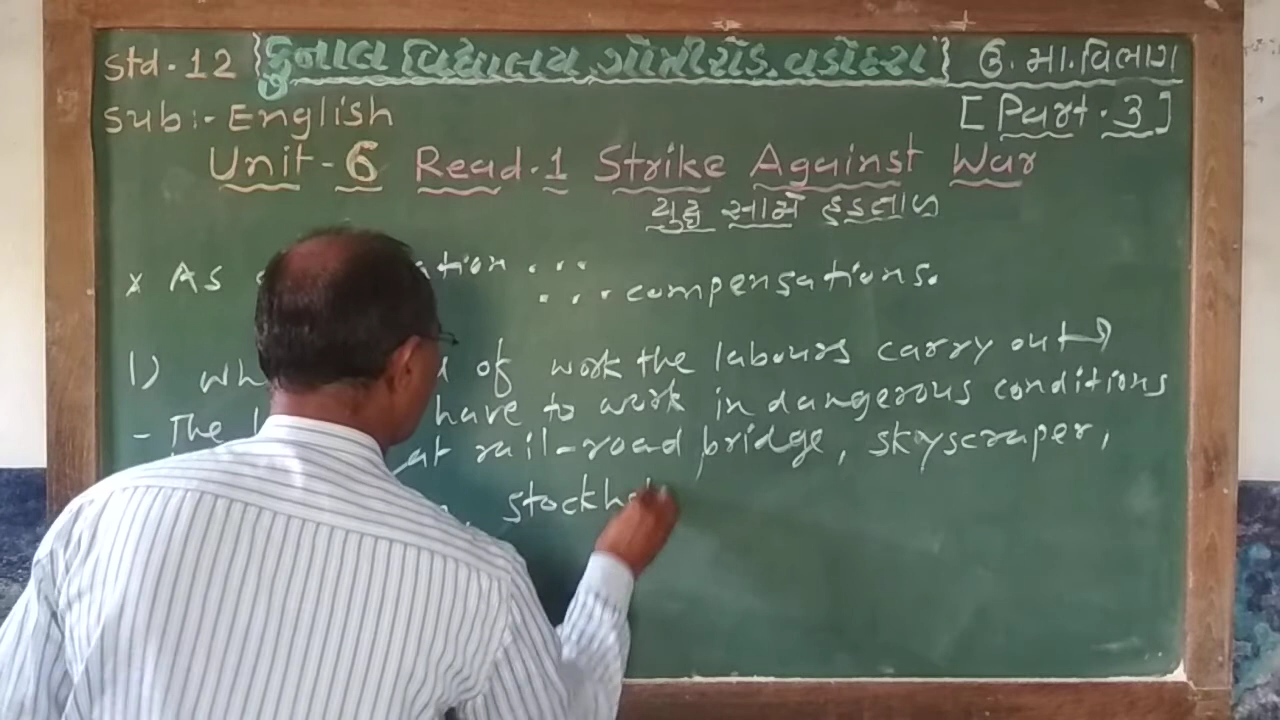 Std. 12 {કુનાલ વિદ્યાલય, ગોત્રીરોડ, વડોદરા} ઉ. મા. વિભાગ
Sub:- English [Part. 3]
Unit - 6 Read. 1 Strike Against War
યુદ્ધ સામે હડતાળ
x As ation ...
... compensations.
1) of work the labours carry out?
- The have to work in dangerous conditions
at rail-road bridge, skyscraper,